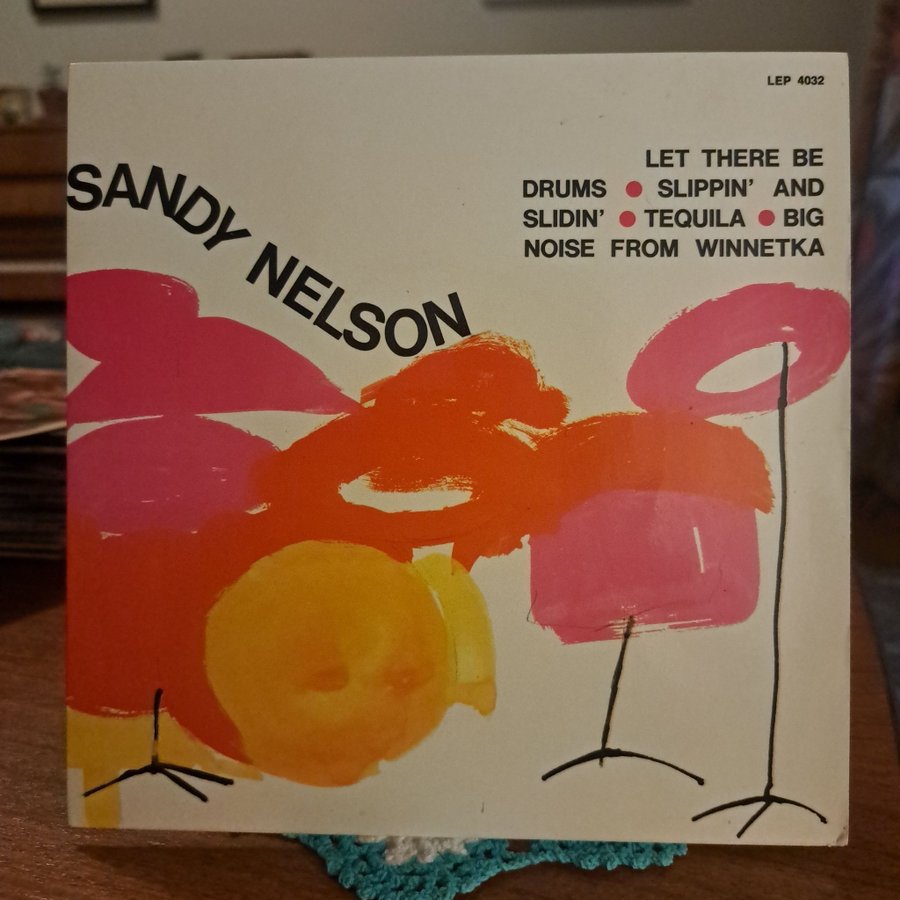 LEP 4032
SANDY NELSON
LET THERE BE
DRUMS ● SLIPPIN' AND
SLIDIN' ● TEQUILA ● BIG
NOISE FROM WINNETKA